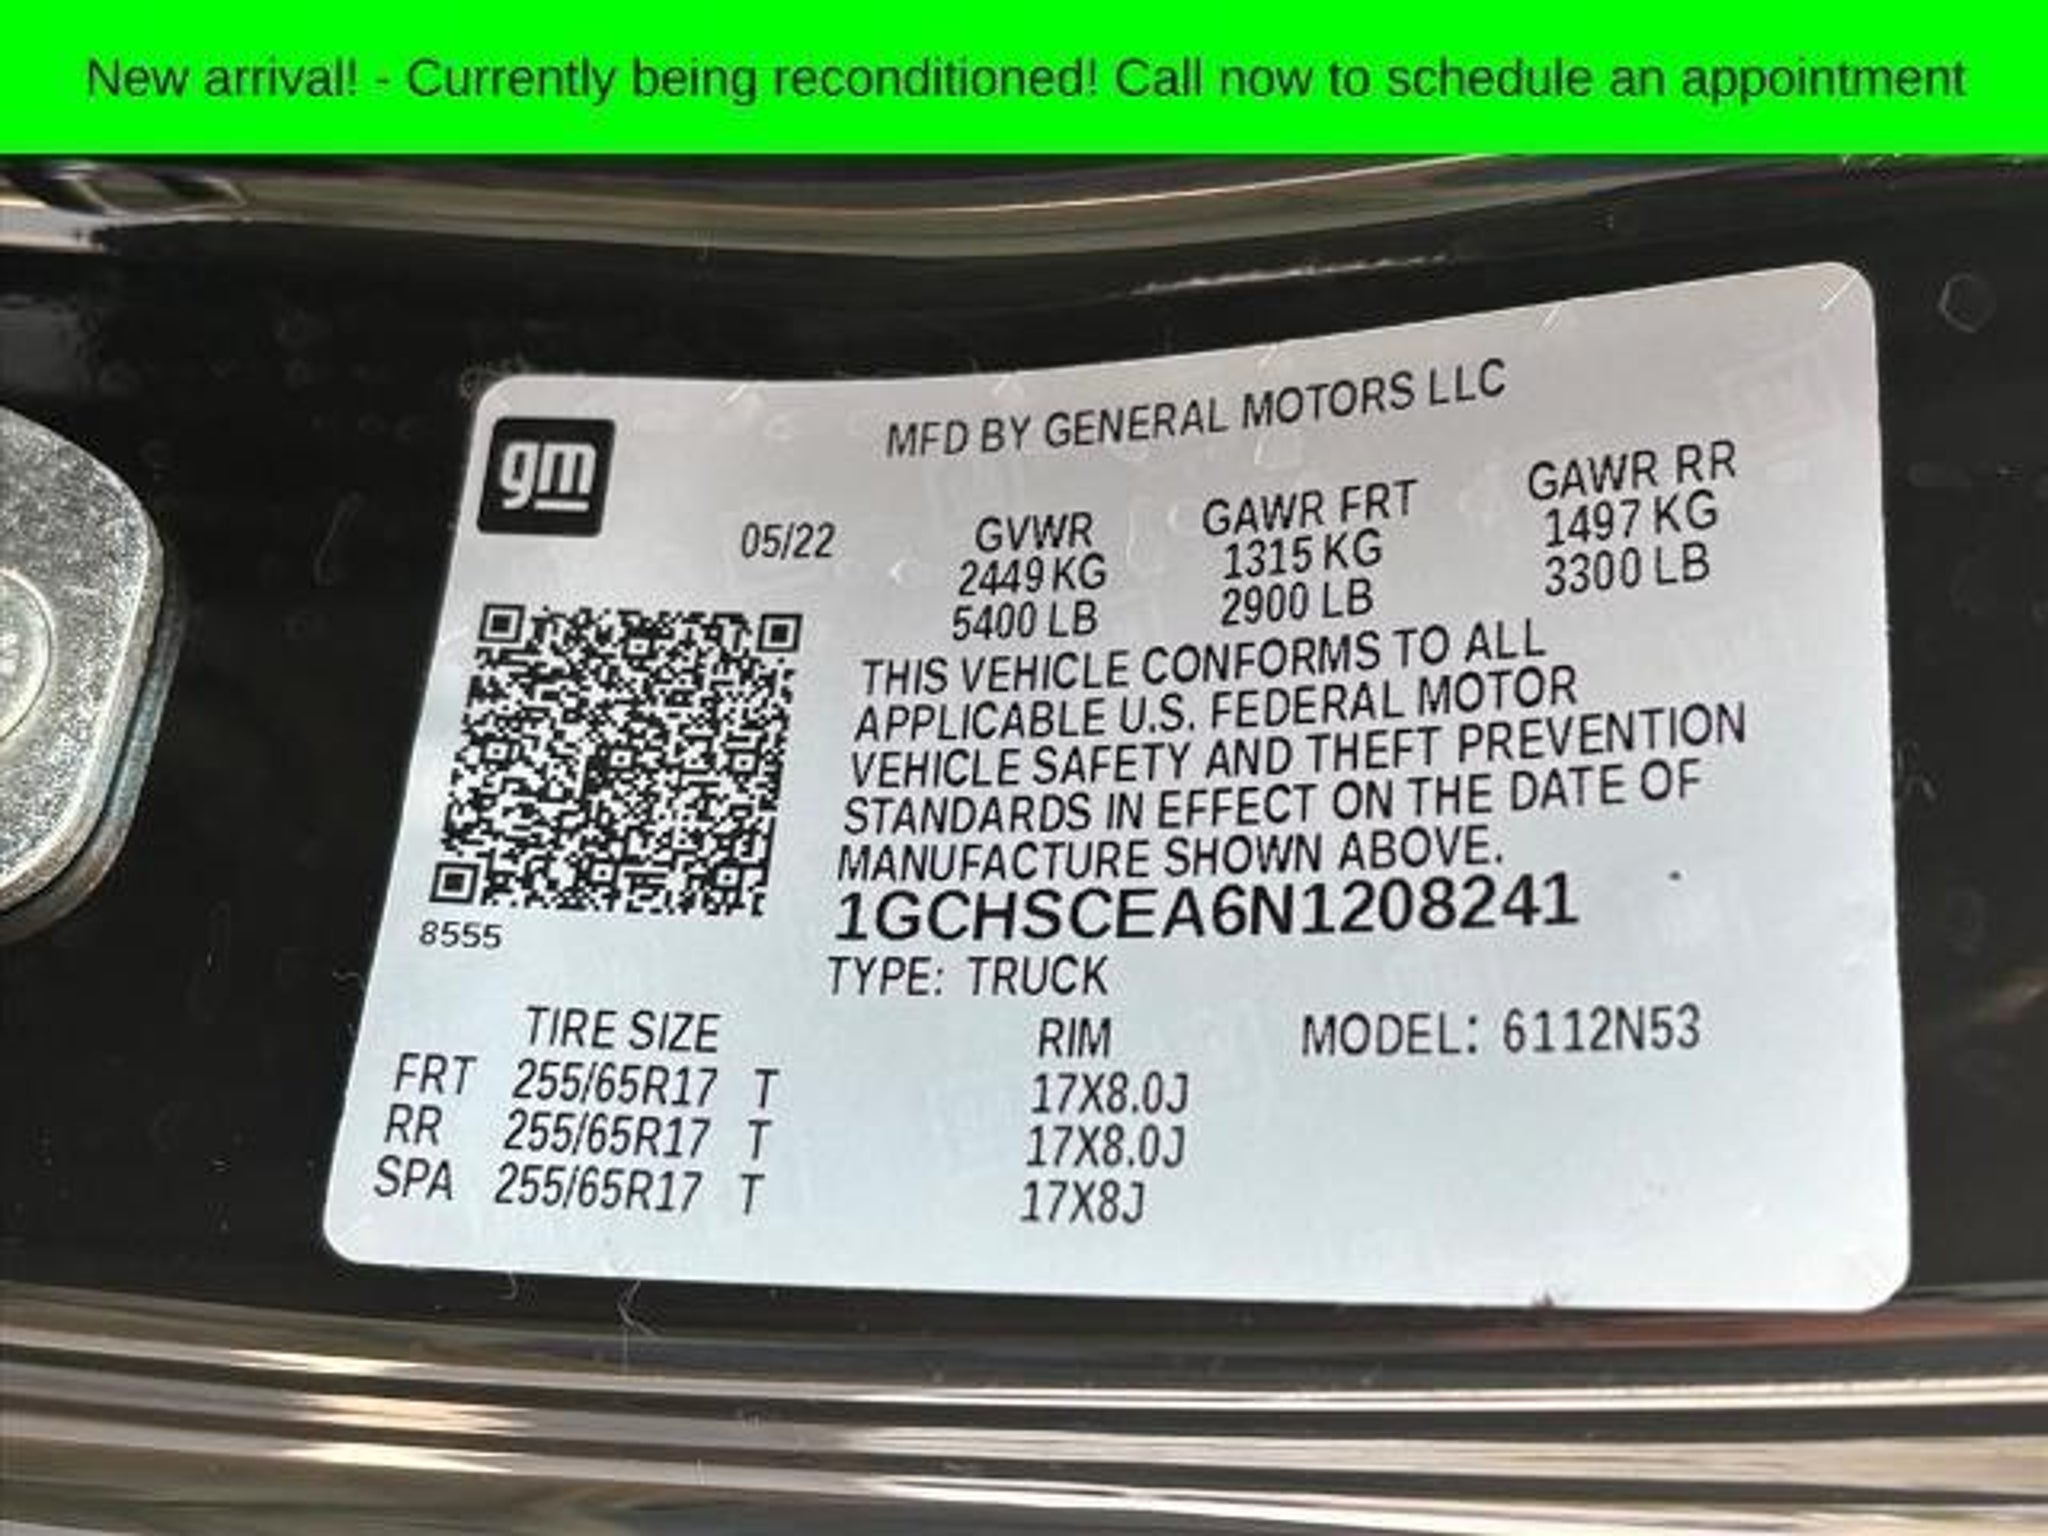 New arrival! - Currently being reconditioned! Call now to schedule an appointment
gm
MFD BY GENERAL MOTORS LLC
05/22 GVWR GAWR FRT GAWR RR
2449 KG 1315 KG 1497 KG
5400 LB 2900 LB 3300 LB
THIS VEHICLE CONFORMS TO ALL
APPLICABLE U.S. FEDERAL MOTOR
VEHICLE SAFETY AND THEFT PREVENTION
STANDARDS IN EFFECT ON THE DATE OF
MANUFACTURE SHOWN ABOVE.
1GCHSCEA6N1208241
8555
TYPE: TRUCK
TIRE SIZE RIM MODEL: 6112N53
FRT 255/65R17 T 17X8.0J
RR 255/65R17 T 17X8.0J
SPA 255/65R17 T 17X8J